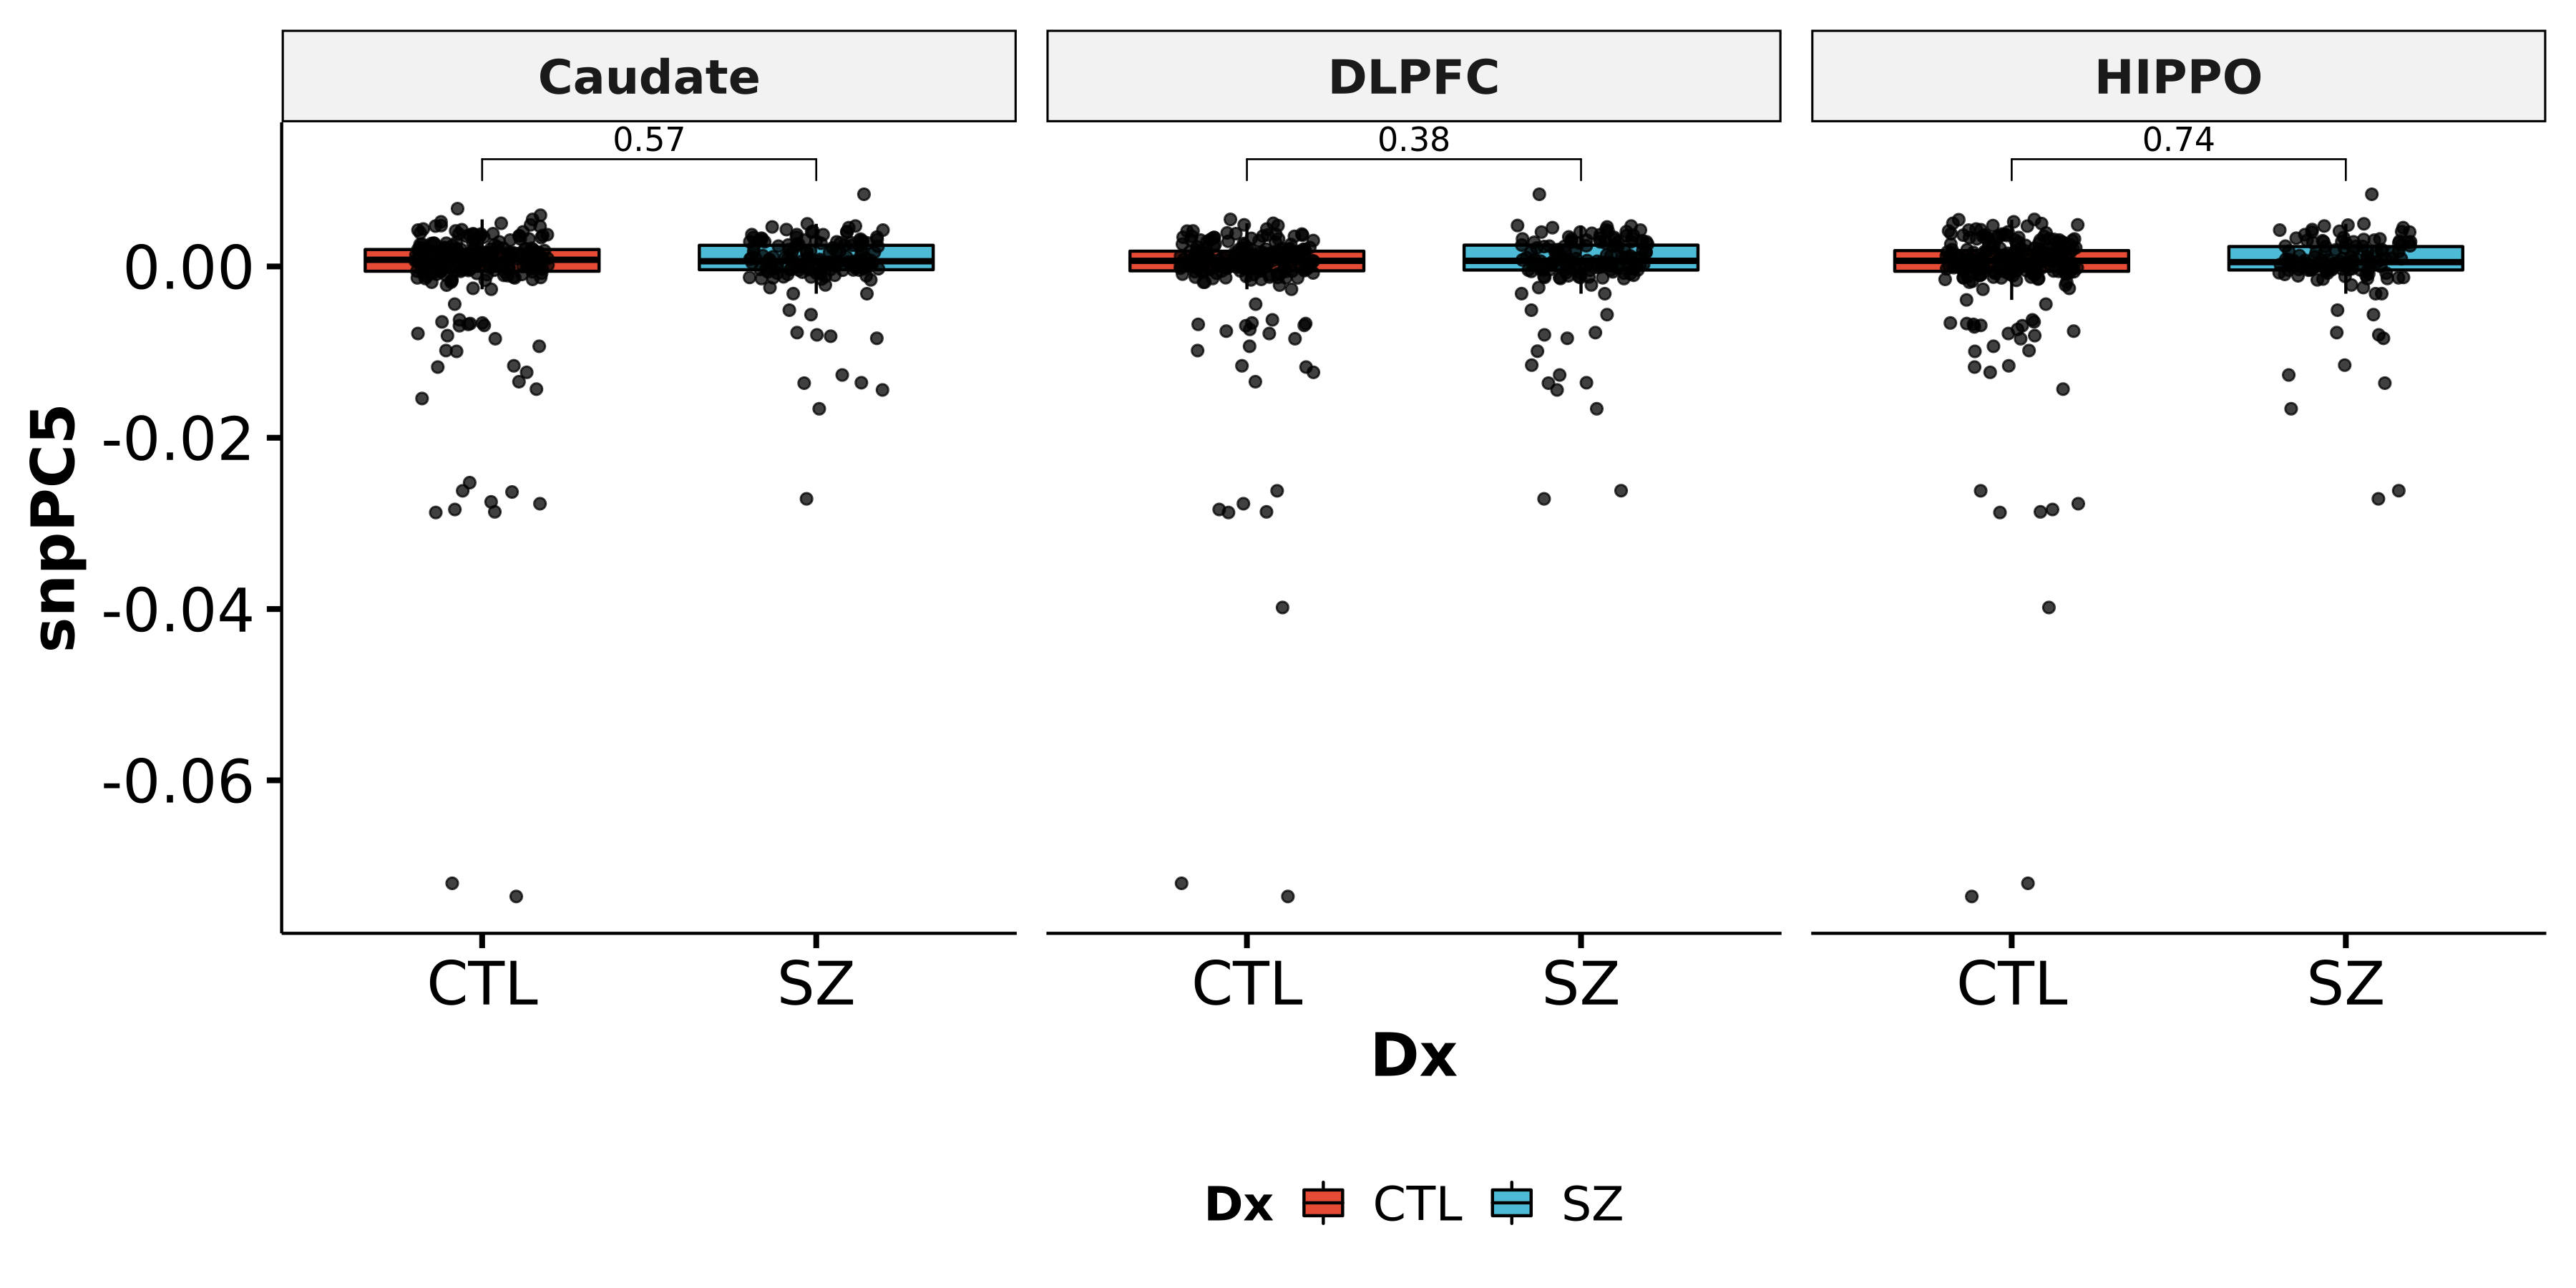 Caudate DLPFC HIPPO
0.57 0.38 0.74
0.00
-0.02
-0.04
-0.06
snpPC5
CTL SZ CTL SZ CTL SZ
Dx
Dx CTL SZ